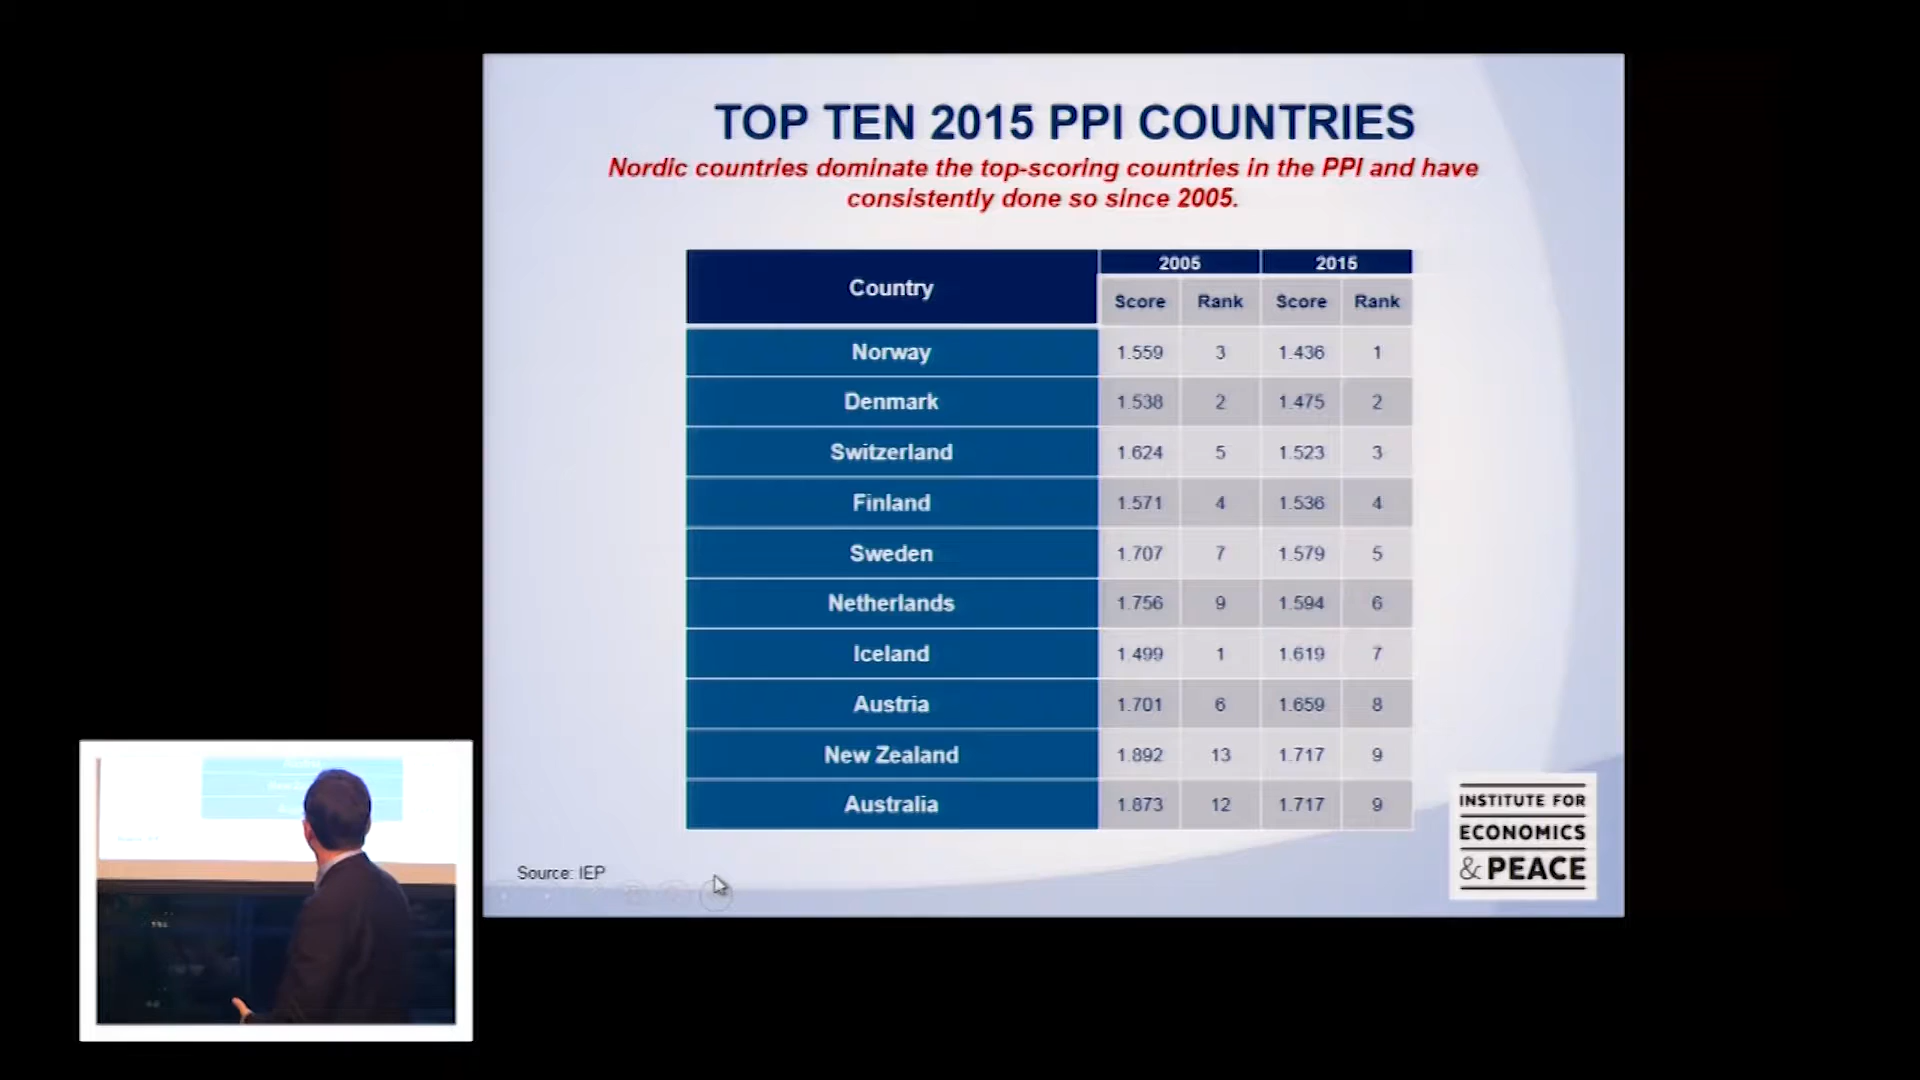 TOP TEN 2015 PPI COUNTRIES
Nordic countries dominate the top-scoring countries in the PPI and have
consistently done so since 2005.
Country 2005 2015
Score Rank Score Rank
Norway 1.559 3 1.436 1
Denmark 1.538 2 1.475 2
Switzerland 1.624 5 1.523 3
Finland 1.571 4 1.536 4
Sweden 1.707 7 1.579 5
Netherlands 1.756 9 1.594 6
Iceland 1.499 1 1.619 7
Austria 1.701 6 1.659 8
New Zealand 1.892 13 1.717 9
Australia 1.873 12 1.717 9
Source: IEP
INSTITUTE FOR
ECONOMICS
& PEACE